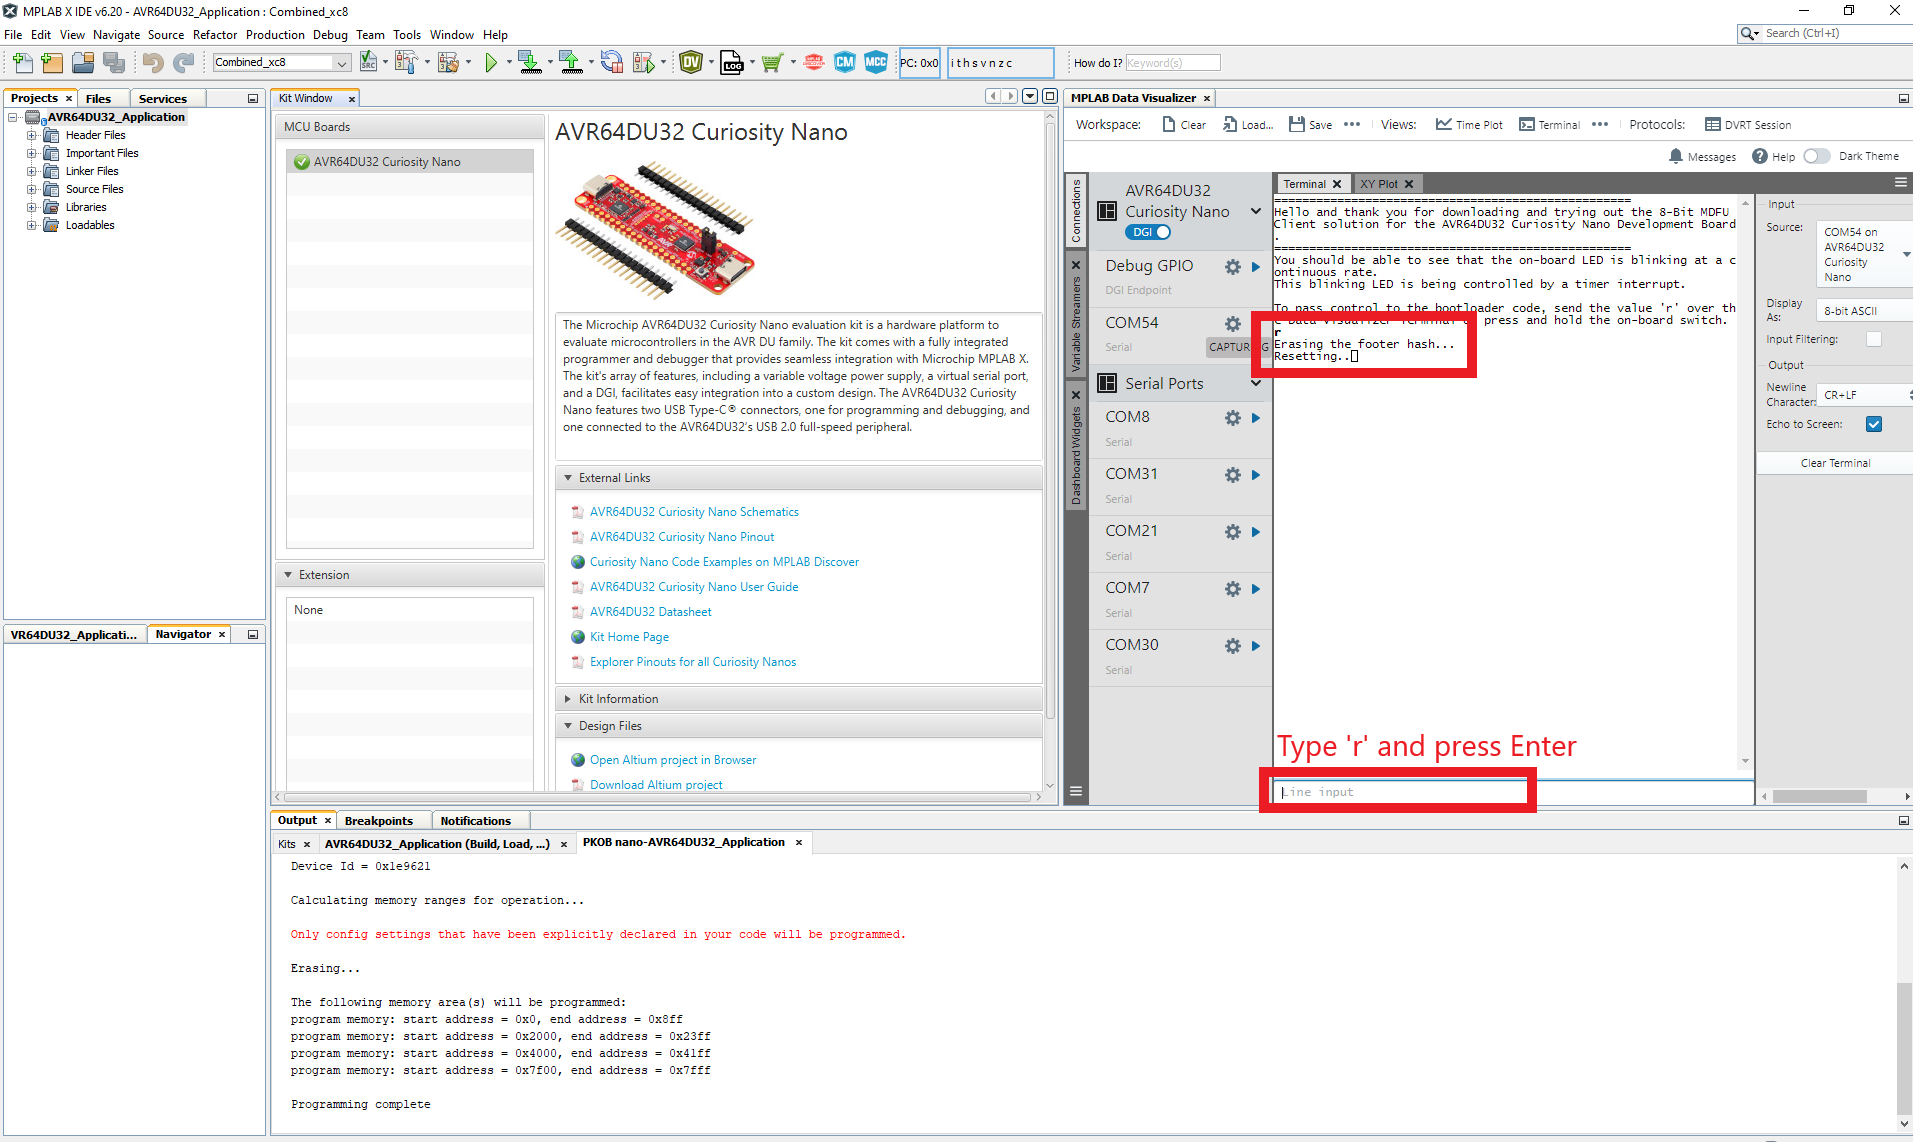 MPLAB X IDE v6.20 - AVR64DU32_Application : Combined_xc8
File Edit View Navigate Source Refactor Production Debug Team Tools Window Help
Search (Ctrl+I)
Combined_xc8
SRC
LOG
CM
MCC
PC: 0x0
i t h s v n z c
How do I?
Keyword(s)
Projects
Files
Services
AVR64DU32_Application
Header Files
Important Files
Linker Files
Source Files
Libraries
Loadables
VR64DU32_Applicati...
Navigator
Kit Window
MCU Boards
AVR64DU32 Curiosity Nano
Extension
None
AVR64DU32 Curiosity Nano
The Microchip AVR64DU32 Curiosity Nano evaluation kit is a hardware platform to
evaluate microcontrollers in the AVR DU family. The kit comes with a fully integrated
programmer and debugger that provides seamless integration with Microchip MPLAB X.
The kit's array of features, including a variable voltage power supply, a virtual serial port,
and a DGI, facilitates easy integration into a custom design. The AVR64DU32 Curiosity
Nano features two USB Type-C® connectors, one for programming and debugging, and
one connected to the AVR64DU32's USB 2.0 full-speed peripheral.
External Links
AVR64DU32 Curiosity Nano Schematics
AVR64DU32 Curiosity Nano Pinout
Curiosity Nano Code Examples on MPLAB Discover
AVR64DU32 Curiosity Nano User Guide
AVR64DU32 Datasheet
Kit Home Page
Explorer Pinouts for all Curiosity Nanos
Kit Information
Design Files
Open Altium project in Browser
Download Altium project
MPLAB Data Visualizer
Workspace: Clear Load... Save ••• Views: Time Plot Terminal ••• Protocols: DVRT Session
Messages Help Dark Theme
Connections
Variable Streamers
Dashboard Widgets
AVR64DU32
Curiosity Nano
DGI
Debug GPIO
DGI Endpoint
COM54
Serial
CAPTUR G
Serial Ports
COM8
Serial
COM31
Serial
COM21
Serial
COM7
Serial
COM30
Serial
Terminal
XY Plot
===================================================
Hello and thank you for downloading and trying out the 8-Bit MDFU
Client solution for the AVR64DU32 Curiosity Nano Development Board
.
===================================================
You should be able to see that the on-board LED is blinking at a c
ontinuous rate.
This blinking LED is being controlled by a timer interrupt.
To pass control to the bootloader code, send the value 'r' over th
e Data Visualizer Terminal or press and hold the on-board switch.
r
Erasing the footer hash...
Resetting..
Type 'r' and press Enter
Line input
Input
Source:
COM54 on
AVR64DU32
Curiosity
Nano
Display
As:
8-bit ASCII
Input Filtering:
Output
Newline
Character:
CR+LF
Echo to Screen:
Clear Terminal
Output
Breakpoints
Notifications
Kits
AVR64DU32_Application (Build, Load, ...)
PKOB nano-AVR64DU32_Application
Device Id = 0x1e9621
Calculating memory ranges for operation...
Only config settings that have been explicitly declared in your code will be programmed.
Erasing...
The following memory area(s) will be programmed:
program memory: start address = 0x0, end address = 0x8ff
program memory: start address = 0x2000, end address = 0x23ff
program memory: start address = 0x4000, end address = 0x41ff
program memory: start address = 0x7f00, end address = 0x7fff
Programming complete